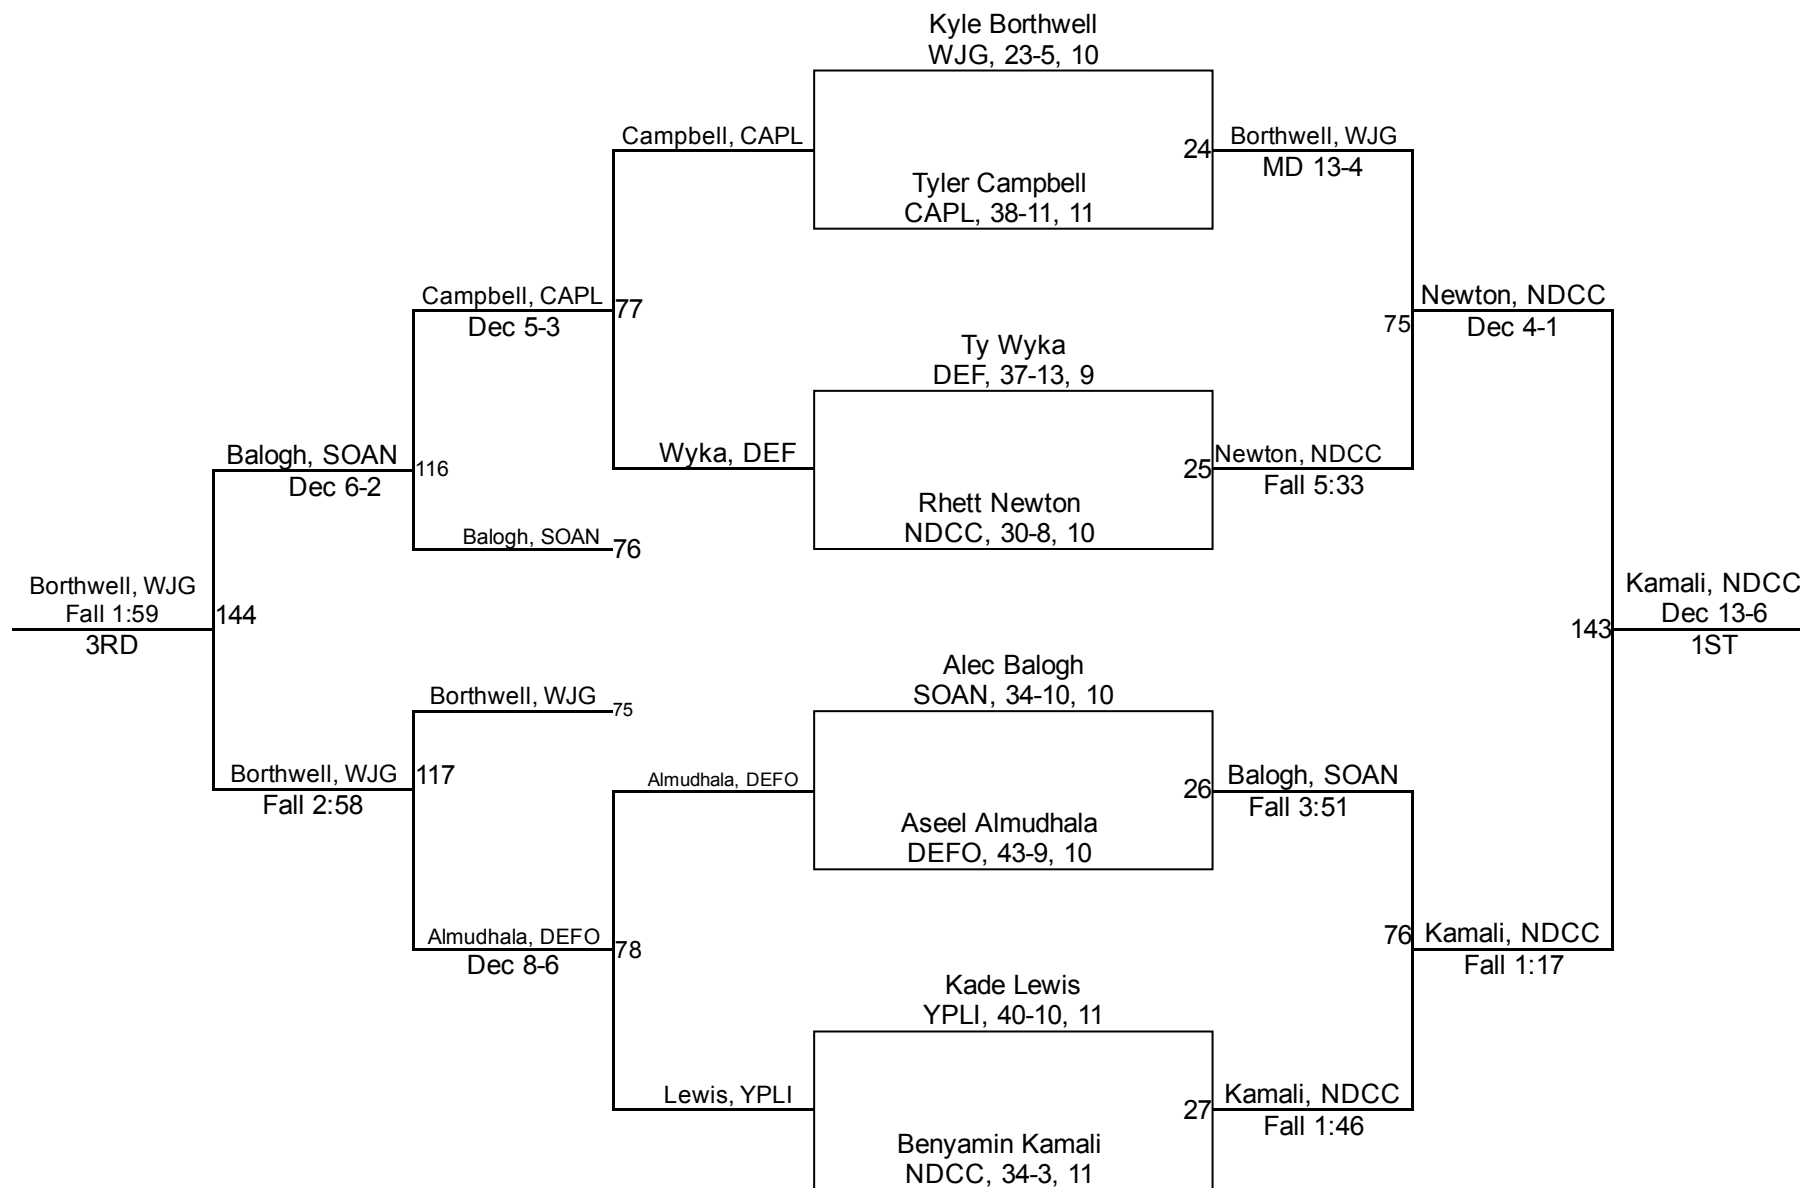 Kyle Borthwell
WJG, 23-5, 10
Campbell, CAPL
24
Borthwell, WJG
MD 13-4
Tyler Campbell
CAPL, 38-11, 11
Campbell, CAPL
Dec 5-3
77
Newton, NDCC
75
Dec 4-1
Ty Wyka
DEF, 37-13, 9
Balogh, SOAN
Dec 6-2
116
Wyka, DEF
25
Newton, NDCC
Fall 5:33
Rhett Newton
NDCC, 30-8, 10
Balogh, SOAN
76
Borthwell, WJG
Fall 1:59
3RD
144
143
Kamali, NDCC
Dec 13-6
1ST
Alec Balogh
SOAN, 34-10, 10
Borthwell, WJG
75
Borthwell, WJG
Fall 2:58
117
Almudhala, DEFO
26
Balogh, SOAN
Fall 3:51
Aseel Almudhala
DEFO, 43-9, 10
Almudhala, DEFO
Dec 8-6
78
76
Kamali, NDCC
Fall 1:17
Kade Lewis
YPLI, 40-10, 11
Lewis, YPLI
27
Kamali, NDCC
Fall 1:46
Benyamin Kamali
NDCC, 34-3, 11